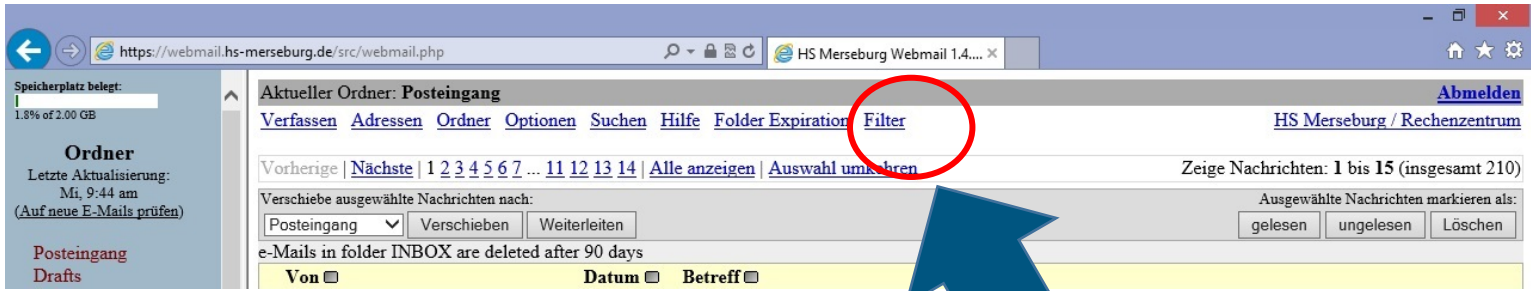 https://webmail.hs-merseburg.de/src/webmail.php
HS Merseburg Webmail 1.4....
Speicherplatz belegt:
1.8% of 2.00 GB
Ordner
Letzte Aktualisierung:
Mi, 9:44 am
(Auf neue E-Mails prüfen)
Posteingang
Drafts
Aktueller Ordner: Posteingang Abmelden
Verfassen Adressen Ordner Optionen Suchen Hilfe Folder Expiration Filter HS Merseburg / Rechenzentrum
Vorherige | Nächste | 1 2 3 4 5 6 7 ... 11 12 13 14 | Alle anzeigen | Auswahl umkehren Zeige Nachrichten: 1 bis 15 (insgesamt 210)
Verschiebe ausgewählte Nachrichten nach: Ausgewählte Nachrichten markieren als:
Posteingang Verschieben Weiterleiten gelesen ungelesen Löschen
e-Mails in folder INBOX are deleted after 90 days
Von Datum Betreff